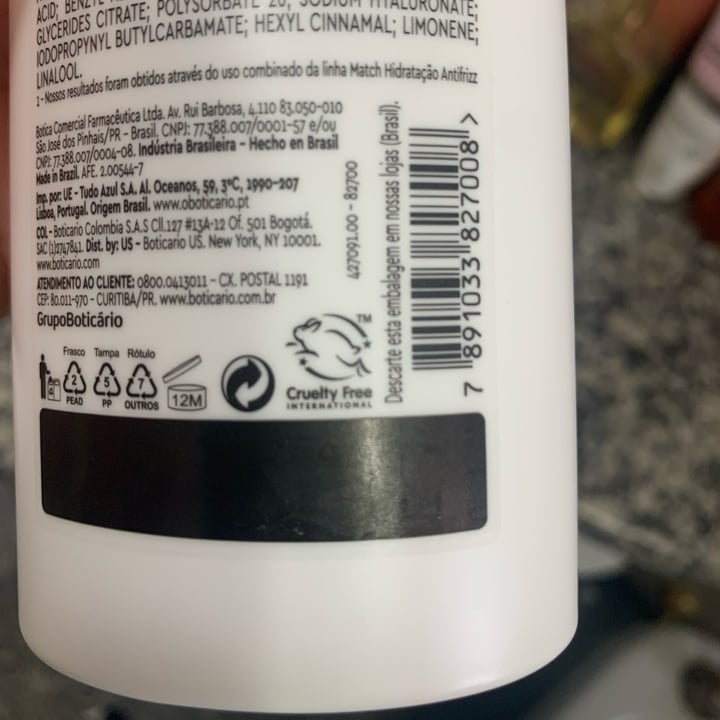 ACID; BENZYL
GLYCERIDES CITRATE; POLYSORBATE 20; SODIUM HYALURONATE;
IODOPROPYNYL BUTYLCARBAMATE; HEXYL CINNAMAL; LIMONENE;
LINALOOL.
1 - Nossos resultados foram obtidos através do uso combinado da linha Match Hidratação Antifrizz
Botica Comercial Farmacêutica Ltda. Av. Rui Barbosa, 4.110 83.050-010
São José dos Pinhais/PR - Brasil. CNPJ: 77.388.007/0001-57 e/ou
CNPJ: 77.388.007/0004-08. Indústria Brasileira - Hecho en Brasil
Made in Brazil. AFE. 2.00544-7
Imp. por: UE - Tudo Azul S.A. Al. Oceanos, 59, 3ºC, 1990-207
Lisboa, Portugal. Origem Brasil. www.oboticario.pt
COL - Boticario Colombia S.A.S Cll.127 #13A-12 Of. 501 Bogotá.
SAC (1)2747841. Dist. by: US - Boticario US. New York, NY 10001.
www.boticario.com
ATENDIMENTO AO CLIENTE: 0800.0413011 - CX. POSTAL 1191
CEP: 80.011-970 - CURITIBA/PR. www.boticario.com.br
GrupoBoticário
427091.00 - 82700
Descarte esta embalagem em nossas lojas (Brasil).
7 891033 827008 >
Frasco Tampa Rótulo
2 5 7
PEAD PP OUTROS
12M
TM
Cruelty Free
INTERNATIONAL